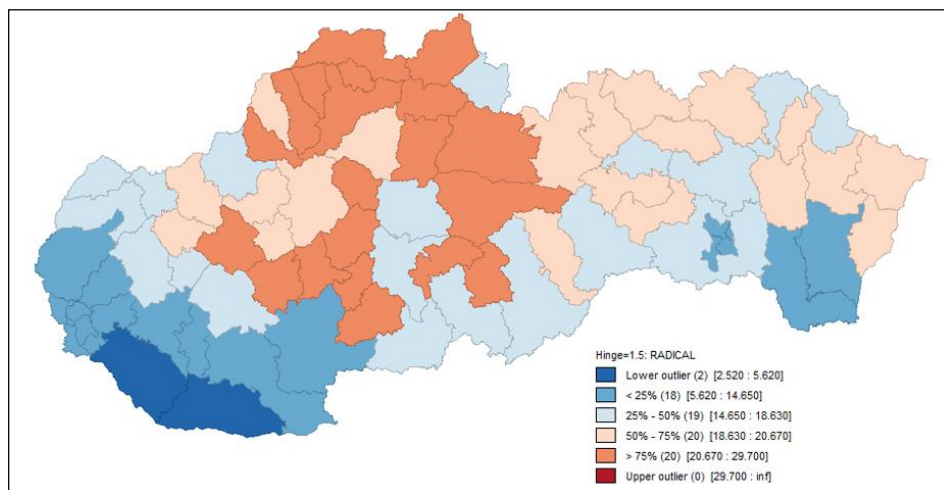 Hinge=1.5: RADICAL
Lower outlier (2) [2.520 : 5.620]
< 25% (18) [5.620 : 14.650]
25% - 50% (19) [14.650 : 18.630]
50% - 75% (20) [18.630 : 20.670]
> 75% (20) [20.670 : 29.700]
Upper outlier (0) [29.700 : inf]